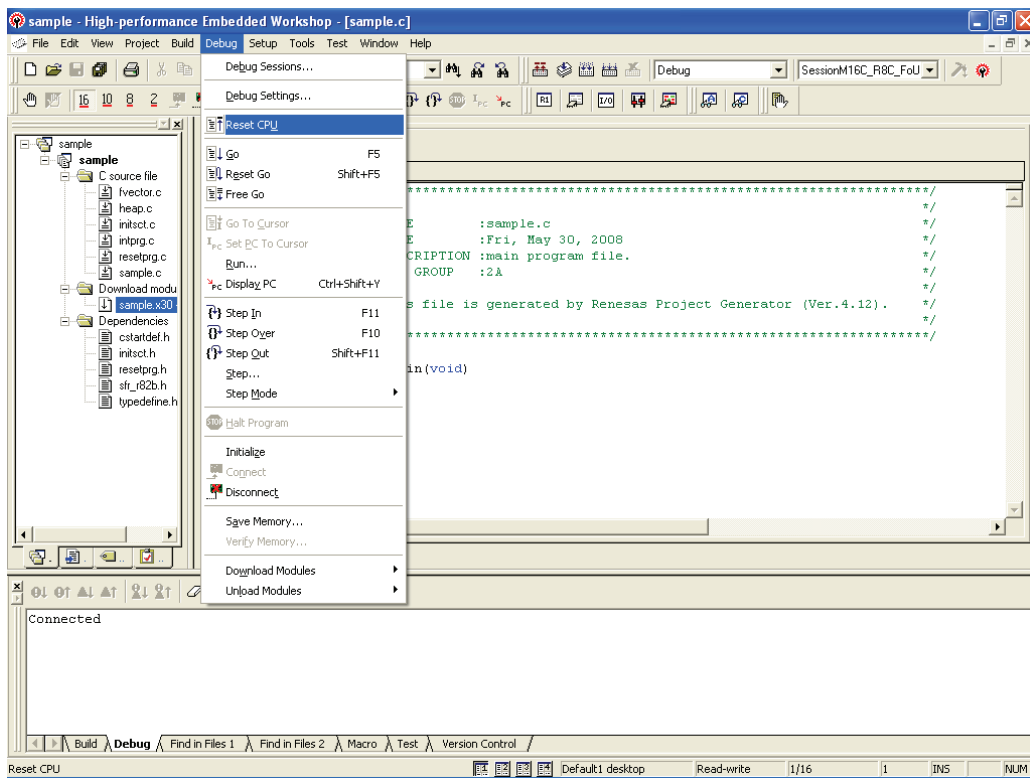 sample - High-performance Embedded Workshop - [sample.c]
File Edit View Project Build Debug Setup Tools Test Window Help
Debug SessionM16C_R8C_FoU
16 10 8 2
Debug Sessions...
Debug Settings...
Reset CPU
Go F5
Reset Go Shift+F5
Free Go
Go To Cursor
Set PC To Cursor
Run...
Display PC Ctrl+Shift+Y
Step In F11
Step Over F10
Step Out Shift+F11
Step...
Step Mode
Halt Program
Initialize
Connect
Disconnect
Save Memory...
Verify Memory...
Download Modules
Unload Modules
sample
sample
C source file
fvector.c
heap.c
initsct.c
intprg.c
resetprg.c
sample.c
Download modu
sample.x30
Dependencies
cstartdef.h
initsct.h
resetprg.h
sfr_r82b.h
typedefine.h
*****************************************************************/
*/
E :sample.c */
E :Fri, May 30, 2008 */
CRIPTION :main program file. */
GROUP :2A */
*/
s file is generated by Renesas Project Generator (Ver.4.12). */
*/
*****************************************************************/
in(void)
Connected
Build Debug Find in Files 1 Find in Files 2 Macro Test Version Control
Reset CPU Default1 desktop Read-write 1/16 1 INS NUM